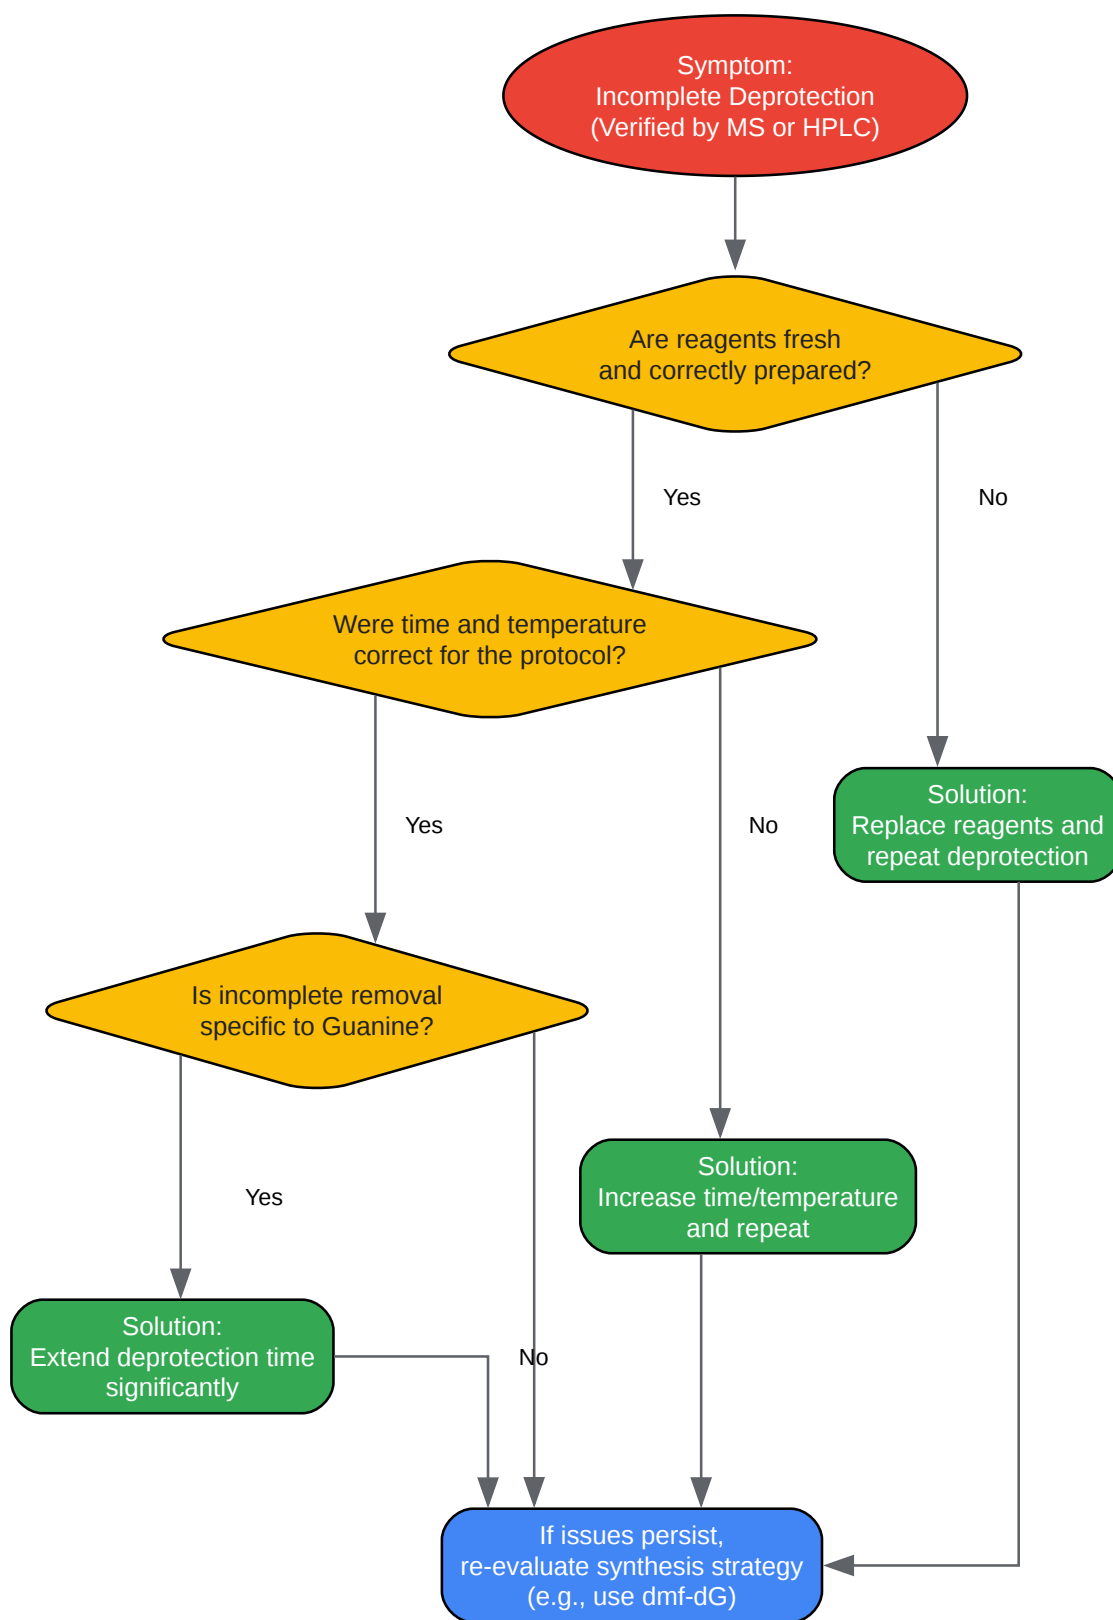 Symptom:
Incomplete Deprotection
(Verified by MS or HPLC)
Are reagents fresh
and correctly prepared?
Yes
No
Were time and temperature
correct for the protocol?
Solution:
Replace reagents and
repeat deprotection
Yes
No
Is incomplete removal
specific to Guanine?
Solution:
Increase time/temperature
and repeat
Yes
Solution:
Extend deprotection time
significantly
No
If issues persist,
re-evaluate synthesis strategy
(e.g., use dmf-dG)